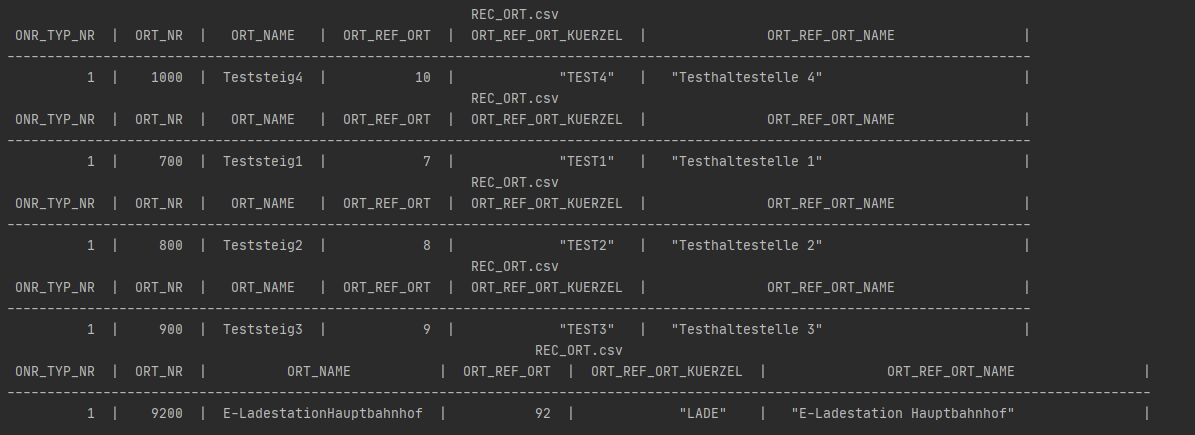 REC_ORT.csv
ONR_TYP_NR | ORT_NR | ORT_NAME | ORT_REF_ORT | ORT_REF_ORT_KUERZEL | ORT_REF_ORT_NAME |
--------------------------------------------------------------------------------------------------------------------------------
1 | 1000 | Teststeig4 | 10 | "TEST4" | "Testhaltestelle 4" |
REC_ORT.csv
ONR_TYP_NR | ORT_NR | ORT_NAME | ORT_REF_ORT | ORT_REF_ORT_KUERZEL | ORT_REF_ORT_NAME |
--------------------------------------------------------------------------------------------------------------------------------
1 | 700 | Teststeig1 | 7 | "TEST1" | "Testhaltestelle 1" |
REC_ORT.csv
ONR_TYP_NR | ORT_NR | ORT_NAME | ORT_REF_ORT | ORT_REF_ORT_KUERZEL | ORT_REF_ORT_NAME |
--------------------------------------------------------------------------------------------------------------------------------
1 | 800 | Teststeig2 | 8 | "TEST2" | "Testhaltestelle 2" |
REC_ORT.csv
ONR_TYP_NR | ORT_NR | ORT_NAME | ORT_REF_ORT | ORT_REF_ORT_KUERZEL | ORT_REF_ORT_NAME |
--------------------------------------------------------------------------------------------------------------------------------
1 | 900 | Teststeig3 | 9 | "TEST3" | "Testhaltestelle 3" |
REC_ORT.csv
ONR_TYP_NR | ORT_NR | ORT_NAME | ORT_REF_ORT | ORT_REF_ORT_KUERZEL | ORT_REF_ORT_NAME |
-----------------------------------------------------------------------------------------------------------------------------------------------
1 | 9200 | E-LadestationHauptbahnhof | 92 | "LADE" | "E-Ladestation Hauptbahnhof" |